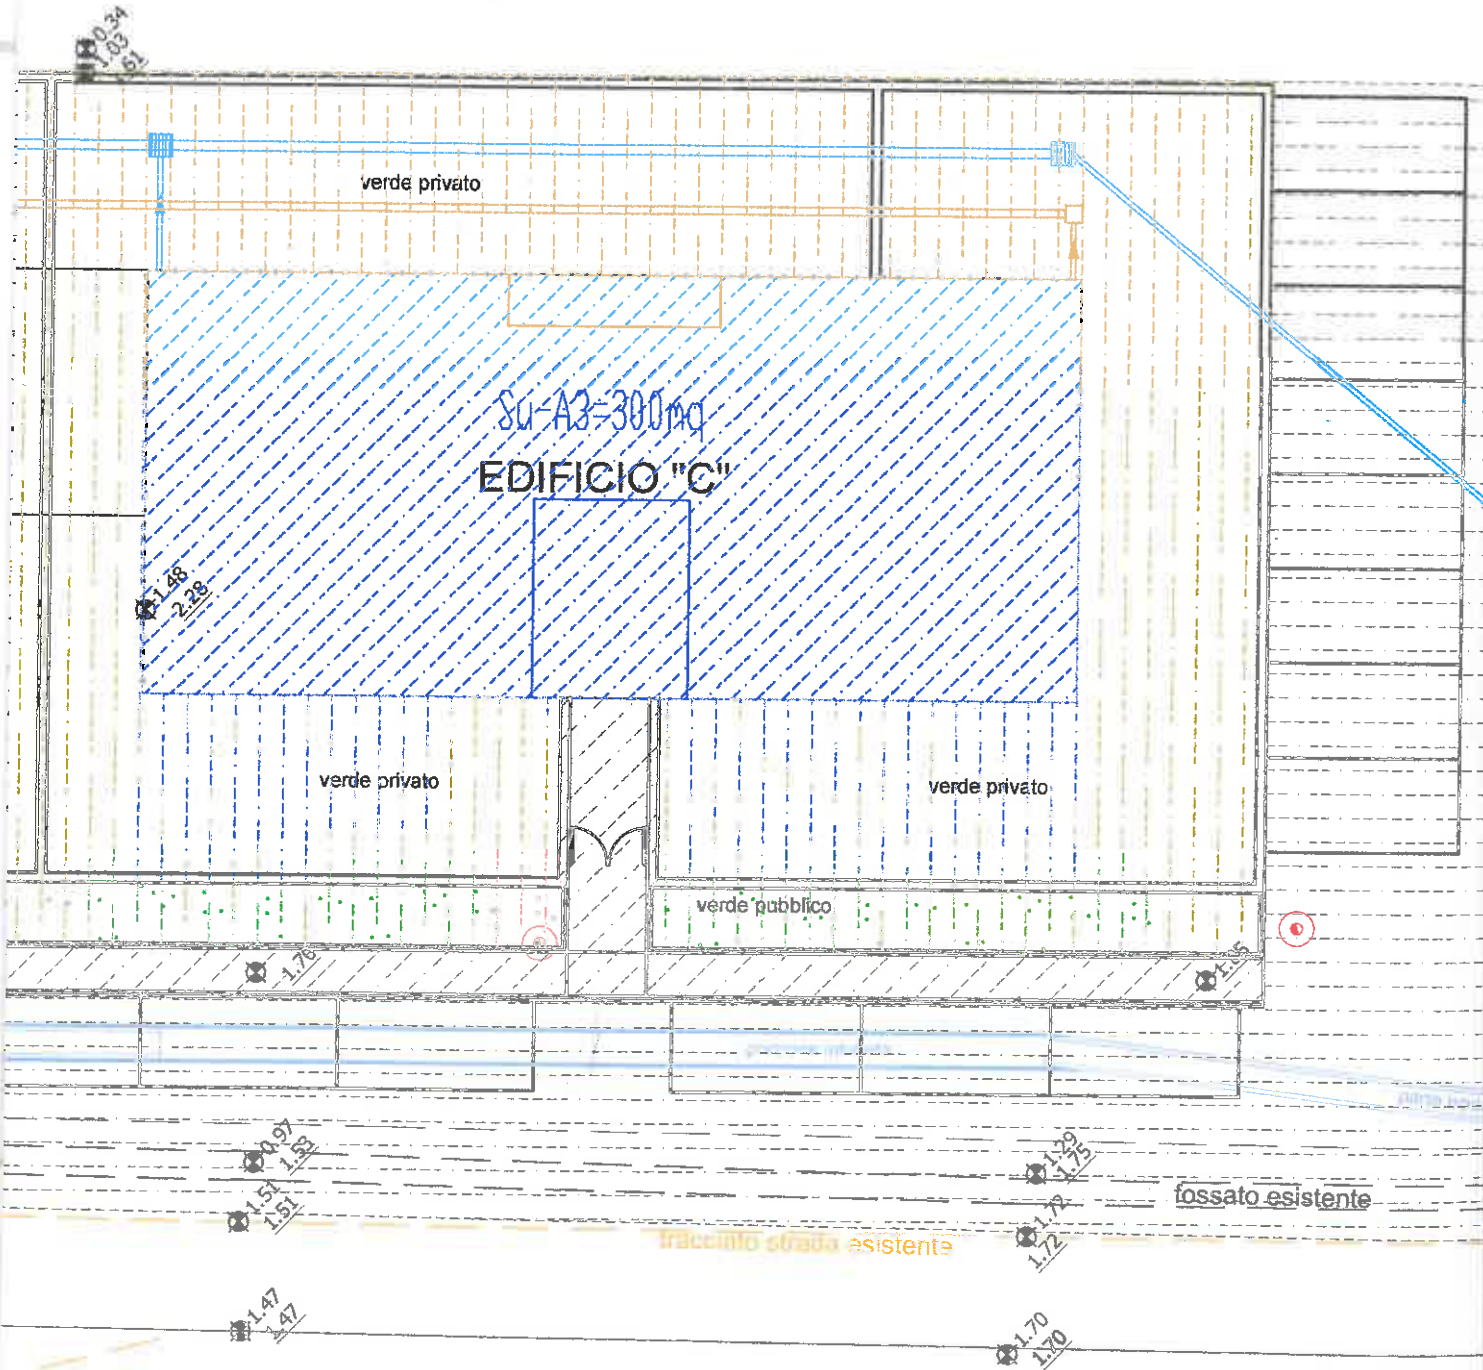 0.34
1.03
1.61
verde privato
Su-A3=300mq
EDIFICIO "C"
1.48
2.28
verde privato
verde privato
verde pubblico
1.76
0.97
1.53
1.29
1.75
fossato esistente
1.51
1.51
1.72
1.72
tracciato strada esistente
1.47
1.47
1.70
1.70